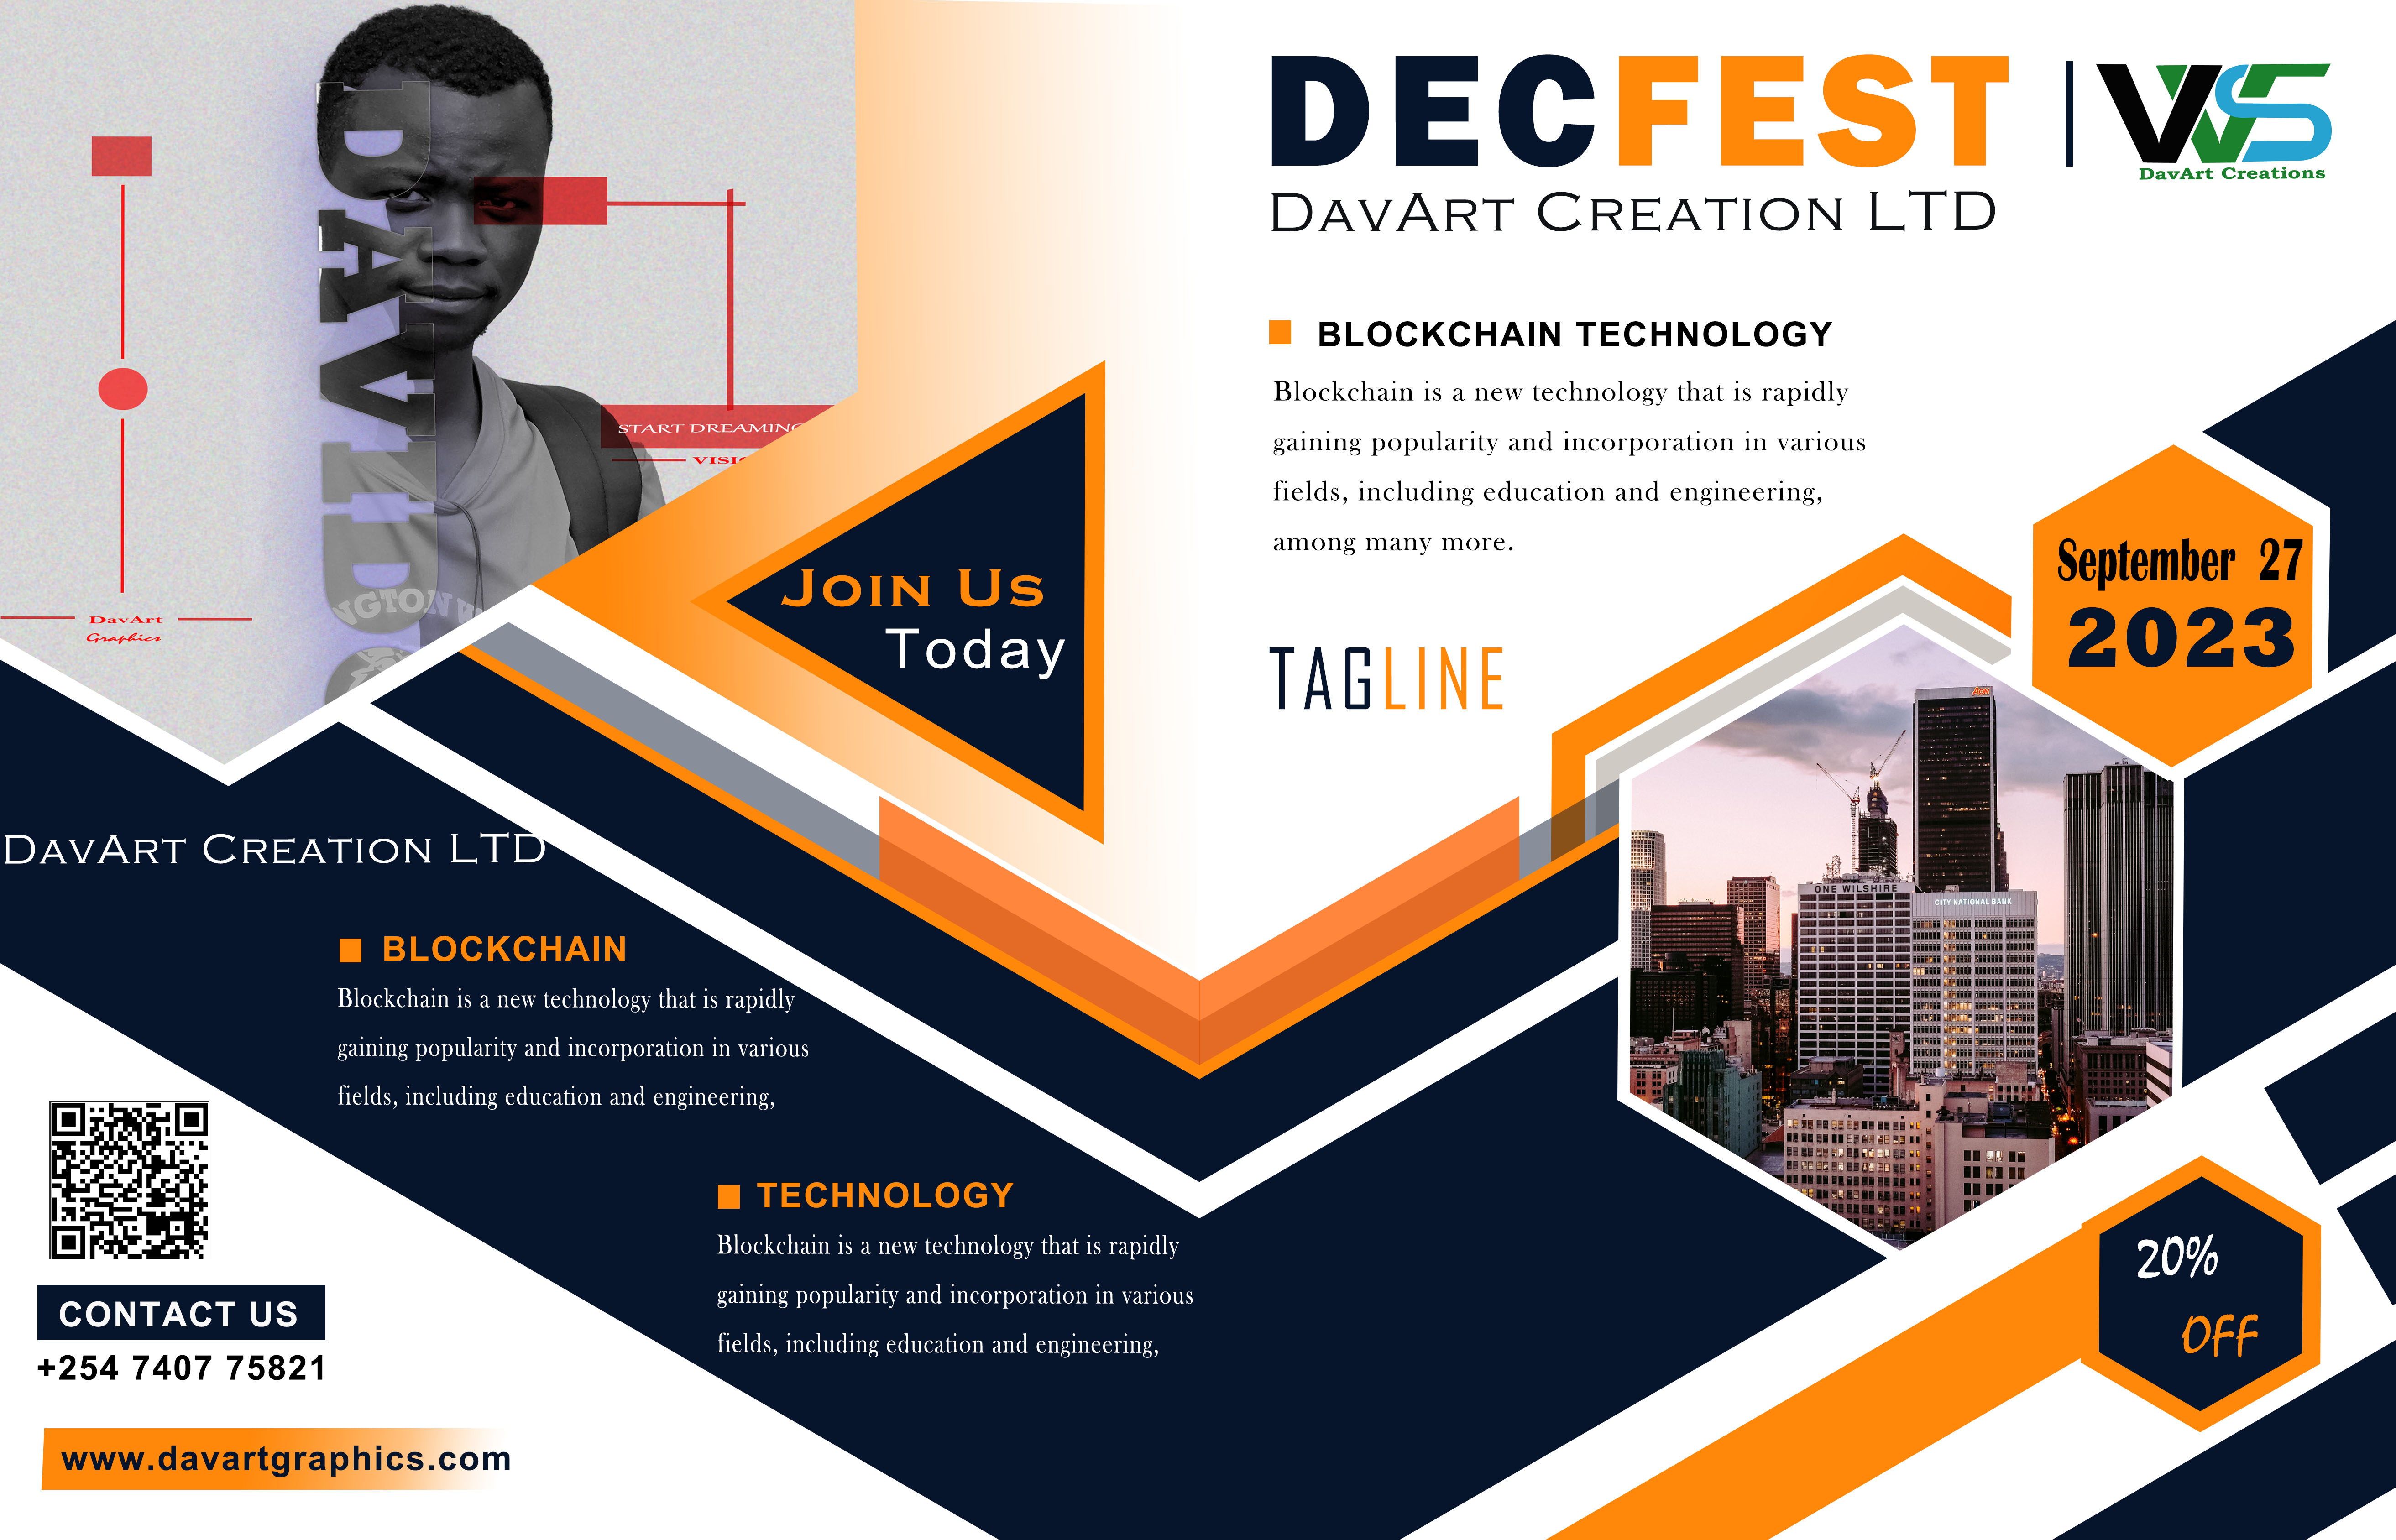 DAVID
NGTON
START DREAMING
DavArt
Graphics
JOIN US
Today
DAVART CREATION LTD
BLOCKCHAIN
Blockchain is a new technology that is rapidly
gaining popularity and incorporation in various
fields, including education and engineering,
TECHNOLOGY
Blockchain is a new technology that is rapidly
gaining popularity and incorporation in various
fields, including education and engineering,
CONTACT US
+254 7407 75821
www.davartgraphics.com
DECFEST
DAVART CREATION LTD
VVS
DavArt Creations
BLOCKCHAIN TECHNOLOGY
Blockchain is a new technology that is rapidly
gaining popularity and incorporation in various
fields, including education and engineering,
among many more.
TAGLINE
September 27
2023
Aon
ONE WILSHIRE
CITY NATIONAL BANK
20%
OFF